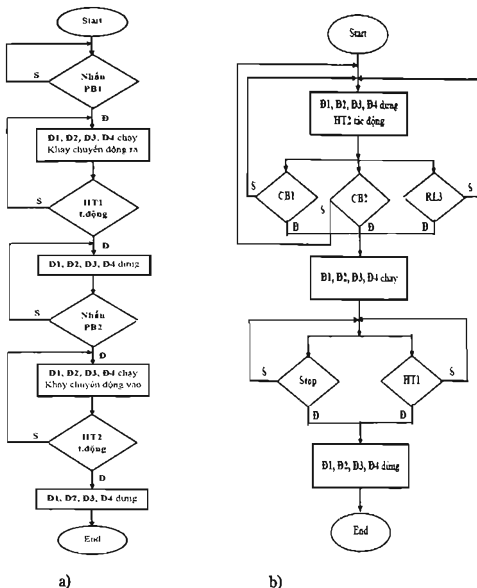 Start
Nhấn
PB1
S
Đ
Đ1, Đ2, Đ3, Đ4 chạy
Khay chuyển động ra
HT1
t.động
S
Đ
Đ1, Đ2, Đ3, Đ4 dừng
Nhấn
PB2
S
Đ
Đ1, Đ2, Đ3, Đ4 chạy
Khay chuyển động vào
HT2
t.động
S
Đ
Đ1, Đ2, Đ3, Đ4 dừng
End
a)
Start
Đ1, Đ2, Đ3, Đ4 dừng
HT2 tác động
S
CB1
S
CB2
RL3
S
Đ
Đ
Đ
Đ1, Đ2, Đ3, Đ4 chạy
S
Stop
HT1
S
Đ
Đ
Đ1, Đ2, Đ3, Đ4 dừng
End
b)